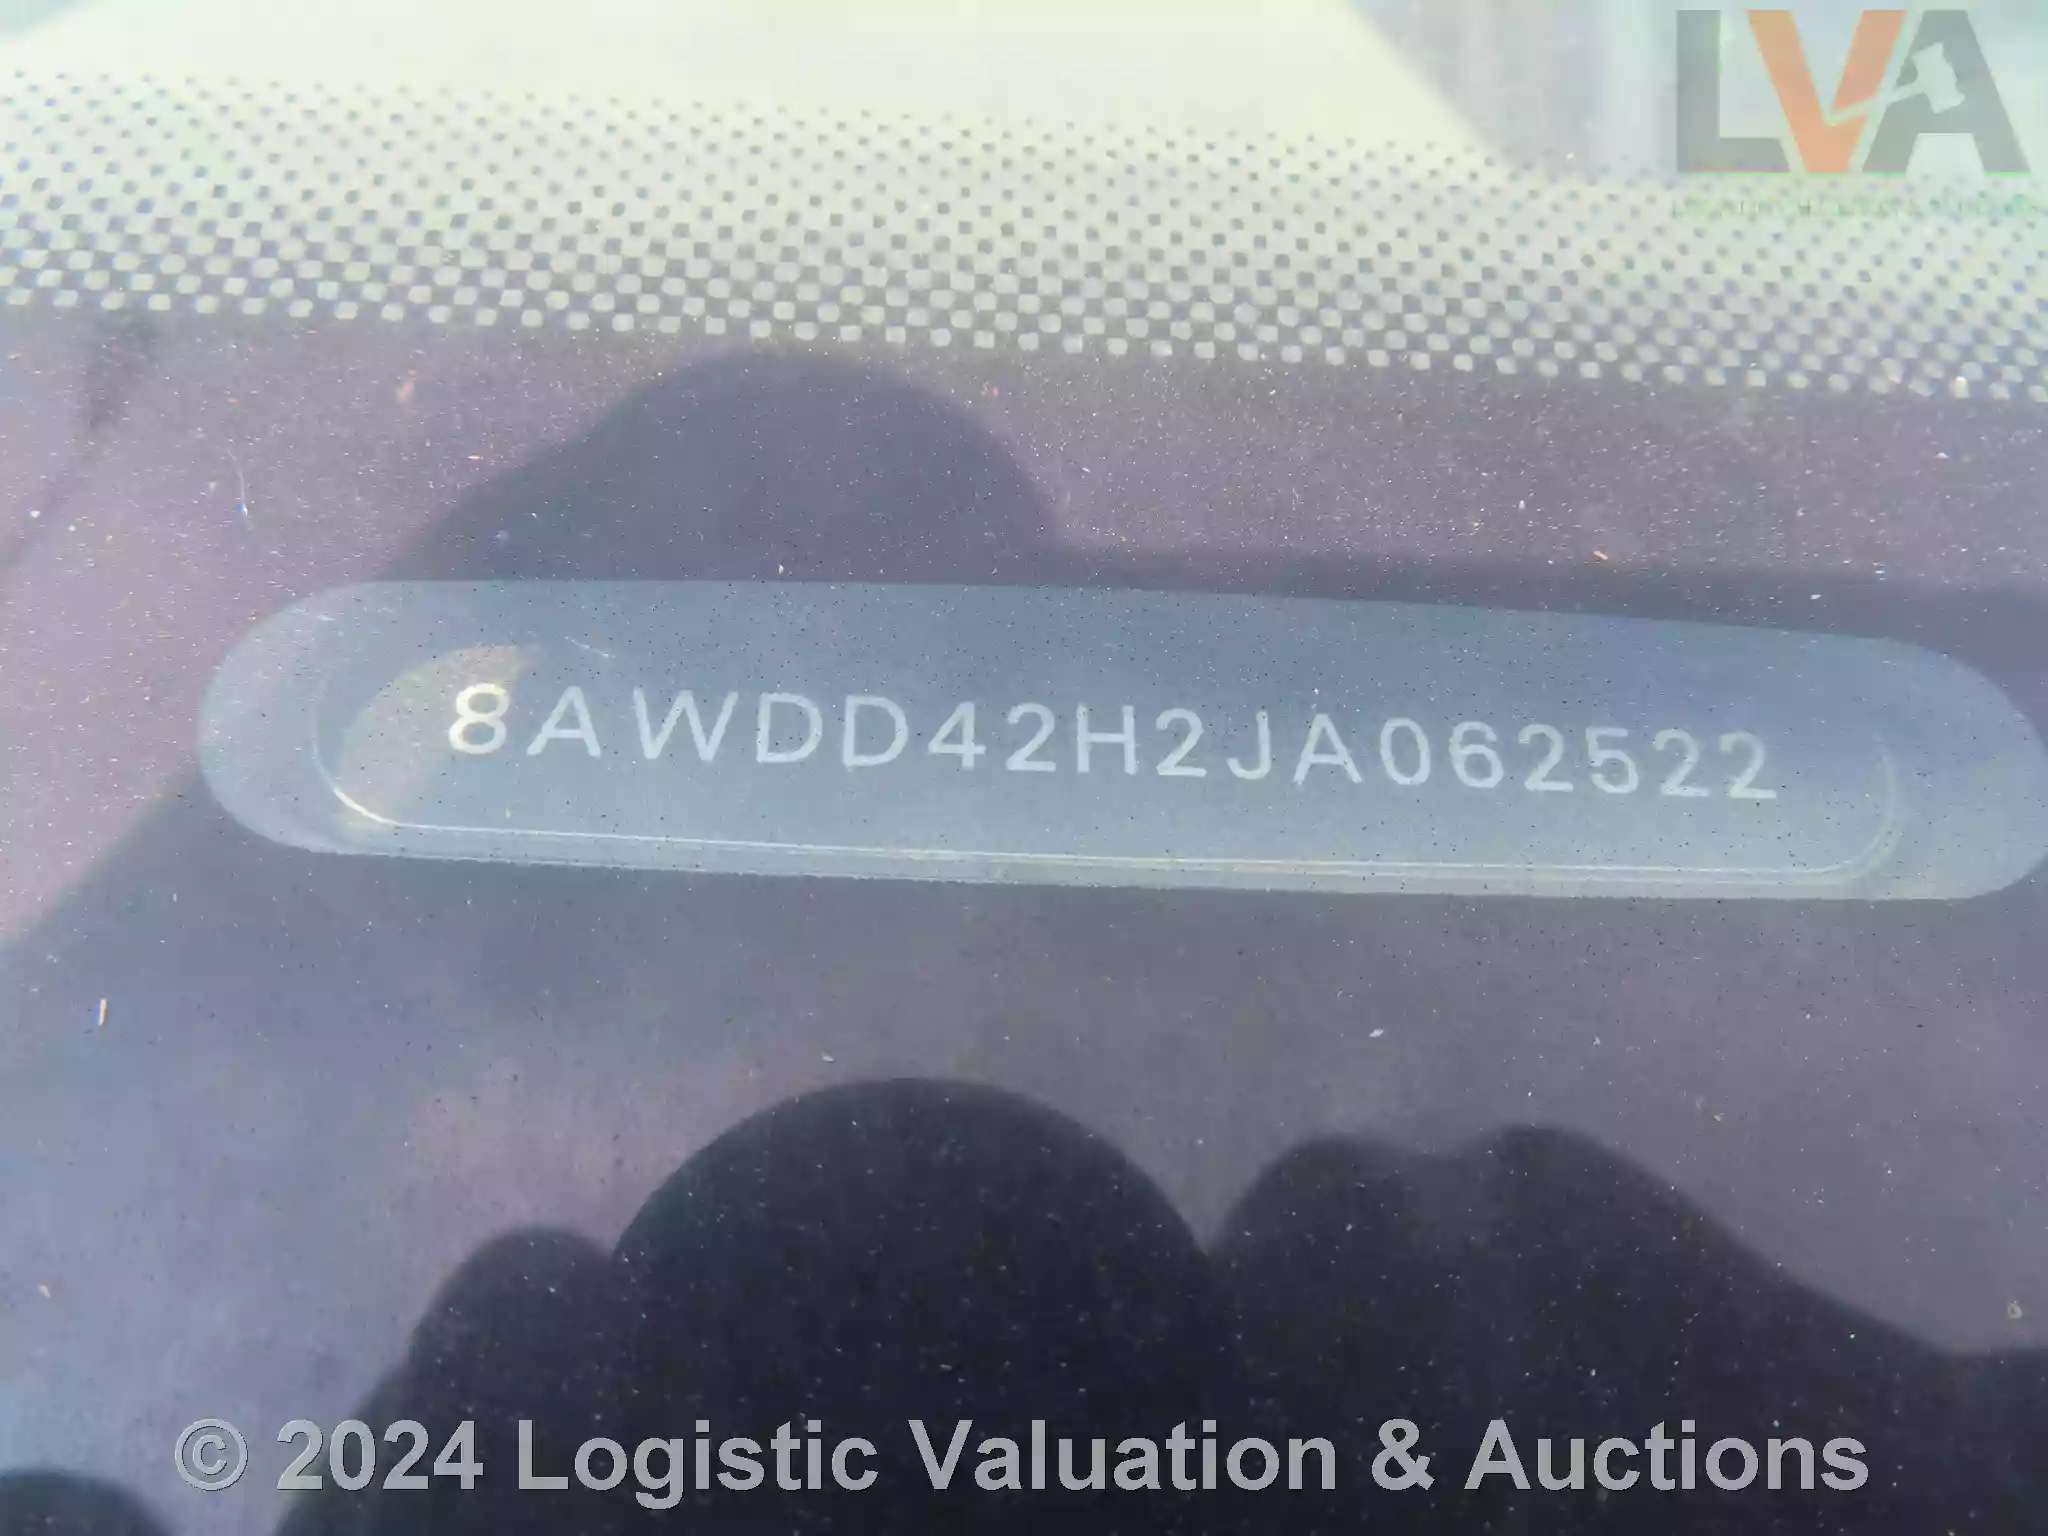 LVA
8AWDD42H2JA062522
© 2024 Logistic Valuation & Auctions